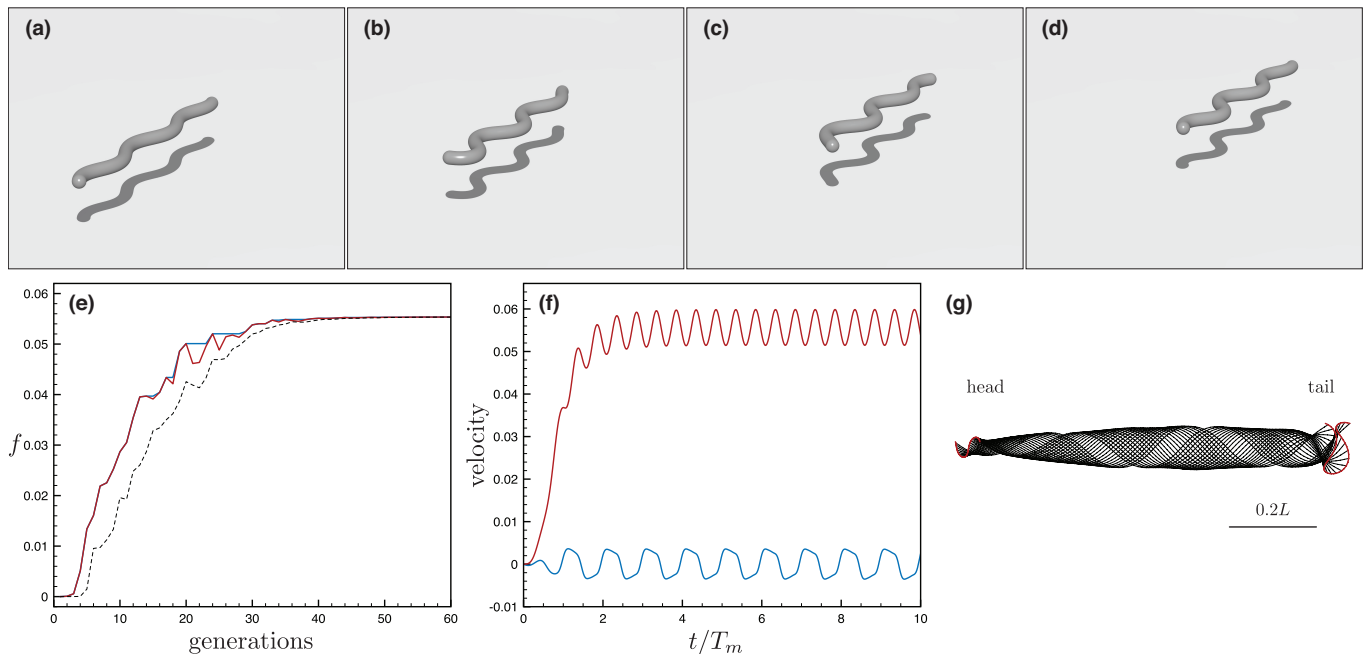 (a)
(b)
(c)
(d)
(e)
f
0.06
0.05
0.04
0.03
0.02
0.01
0
0 10 20 30 40 50 60
generations
(f)
velocity
0.06
0.05
0.04
0.03
0.02
0.01
0
-0.01
0 2 4 6 8 10
t/T_m
(g)
head tail
0.2L